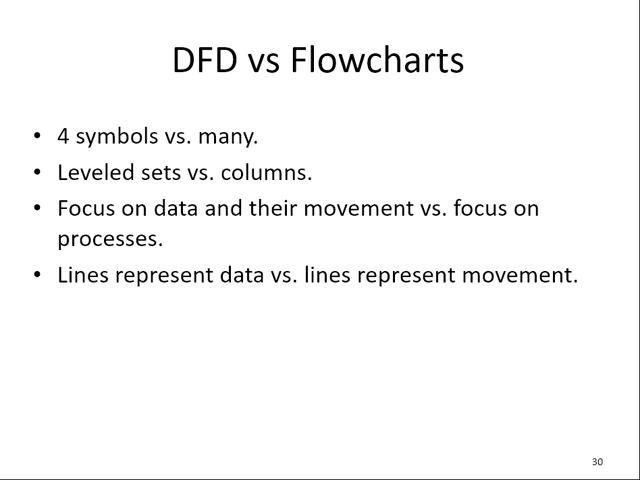 DFD vs Flowcharts
• 4 symbols vs. many.
• Leveled sets vs. columns.
• Focus on data and their movement vs. focus on
processes.
• Lines represent data vs. lines represent movement.
30